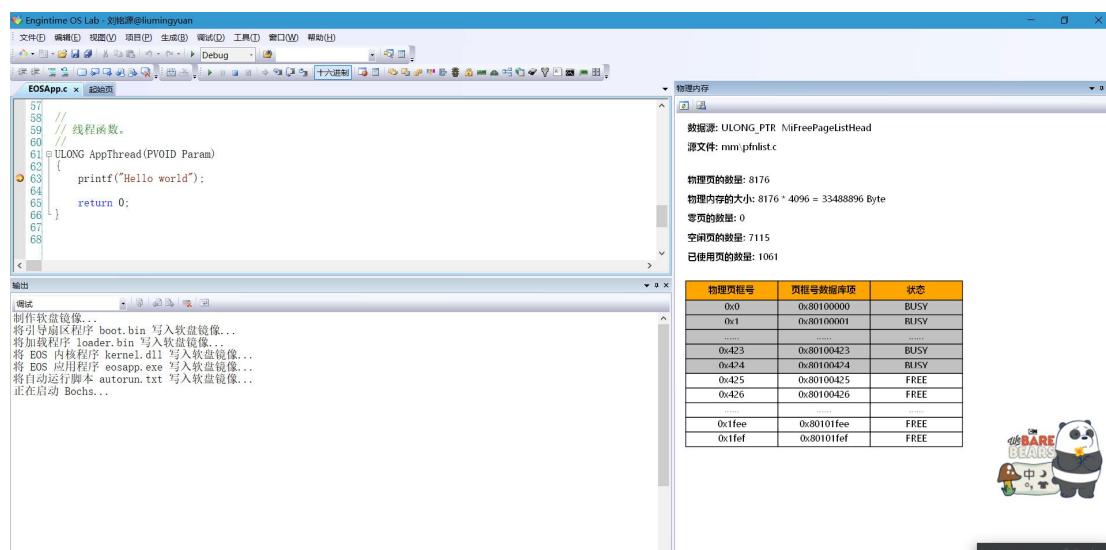 Engintime OS Lab - 刘铭源@liumingyuan
文件(F) 编辑(E) 视图(V) 项目(P) 生成(B) 调试(D) 工具(T) 窗口(W) 帮助(H)
Debug
十六进制
EOSApp.c × 起始页
57
58 //
59 // 线程函数。
60 //
61 ULONG AppThread(PVOID Param)
62 {
63 printf("Hello world");
64
65 return 0;
66 }
67
68
输出
调试
制作软盘镜像...
将引导扇区程序 boot.bin 写入软盘镜像...
将加载程序 loader.bin 写入软盘镜像...
将 EOS 内核程序 kernel.dll 写入软盘镜像...
将 EOS 应用程序 eosapp.exe 写入软盘镜像...
将自动运行脚本 autorun.txt 写入软盘镜像...
正在启动 Bochs...
物理内存
数据源: ULONG_PTR MiFreePageListHead
源文件: mm\pfnlist.c
物理页的数量: 8176
物理内存的大小: 8176 * 4096 = 33488896 Byte
零页的数量: 0
空闲页的数量: 7115
已使用页的数量: 1061
物理页框号 页框号数据库项 状态
0x0 0x80100000 BUSY
0x1 0x80100001 BUSY
...... ...... ......
0x423 0x80100423 BUSY
0x424 0x80100424 BUSY
0x425 0x80100425 FREE
0x426 0x80100426 FREE
...... ...... ......
0x1fee 0x80101fee FREE
0x1fef 0x80101fef FREE
We BARE
BEARS
中